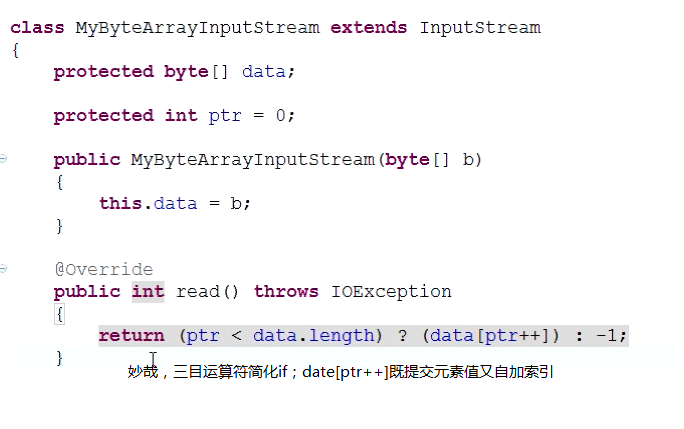 class MyByteArrayInputStream extends InputStream
{
protected byte[] data;
protected int ptr = 0;
public MyByteArrayInputStream(byte[] b)
{
this.data = b;
}
@Override
public int read() throws IOException
{
return (ptr < data.length) ? (data[ptr++]) : -1;
}
妙哉，三目运算符简化if；date[ptr++]既提交元素值又自加索引